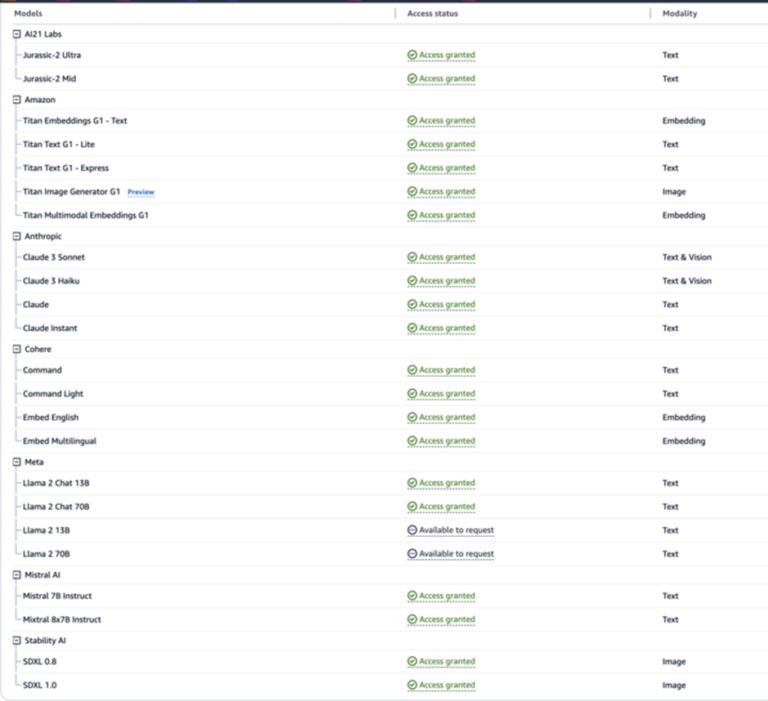 Models Access status Modality
AI21 Labs
Jurassic-2 Ultra Access granted Text
Jurassic-2 Mid Access granted Text
Amazon
Titan Embeddings G1 - Text Access granted Embedding
Titan Text G1 - Lite Access granted Text
Titan Text G1 - Express Access granted Text
Titan Image Generator G1 Preview Access granted Image
Titan Multimodal Embeddings G1 Access granted Embedding
Anthropic
Claude 3 Sonnet Access granted Text & Vision
Claude 3 Haiku Access granted Text & Vision
Claude Access granted Text
Claude Instant Access granted Text
Cohere
Command Access granted Text
Command Light Access granted Text
Embed English Access granted Embedding
Embed Multilingual Access granted Embedding
Meta
Llama 2 Chat 13B Access granted Text
Llama 2 Chat 70B Access granted Text
Llama 2 13B Available to request Text
Llama 2 70B Available to request Text
Mistral AI
Mistral 7B Instruct Access granted Text
Mixtral 8x7B Instruct Access granted Text
Stability AI
SDXL 0.8 Access granted Image
SDXL 1.0 Access granted Image